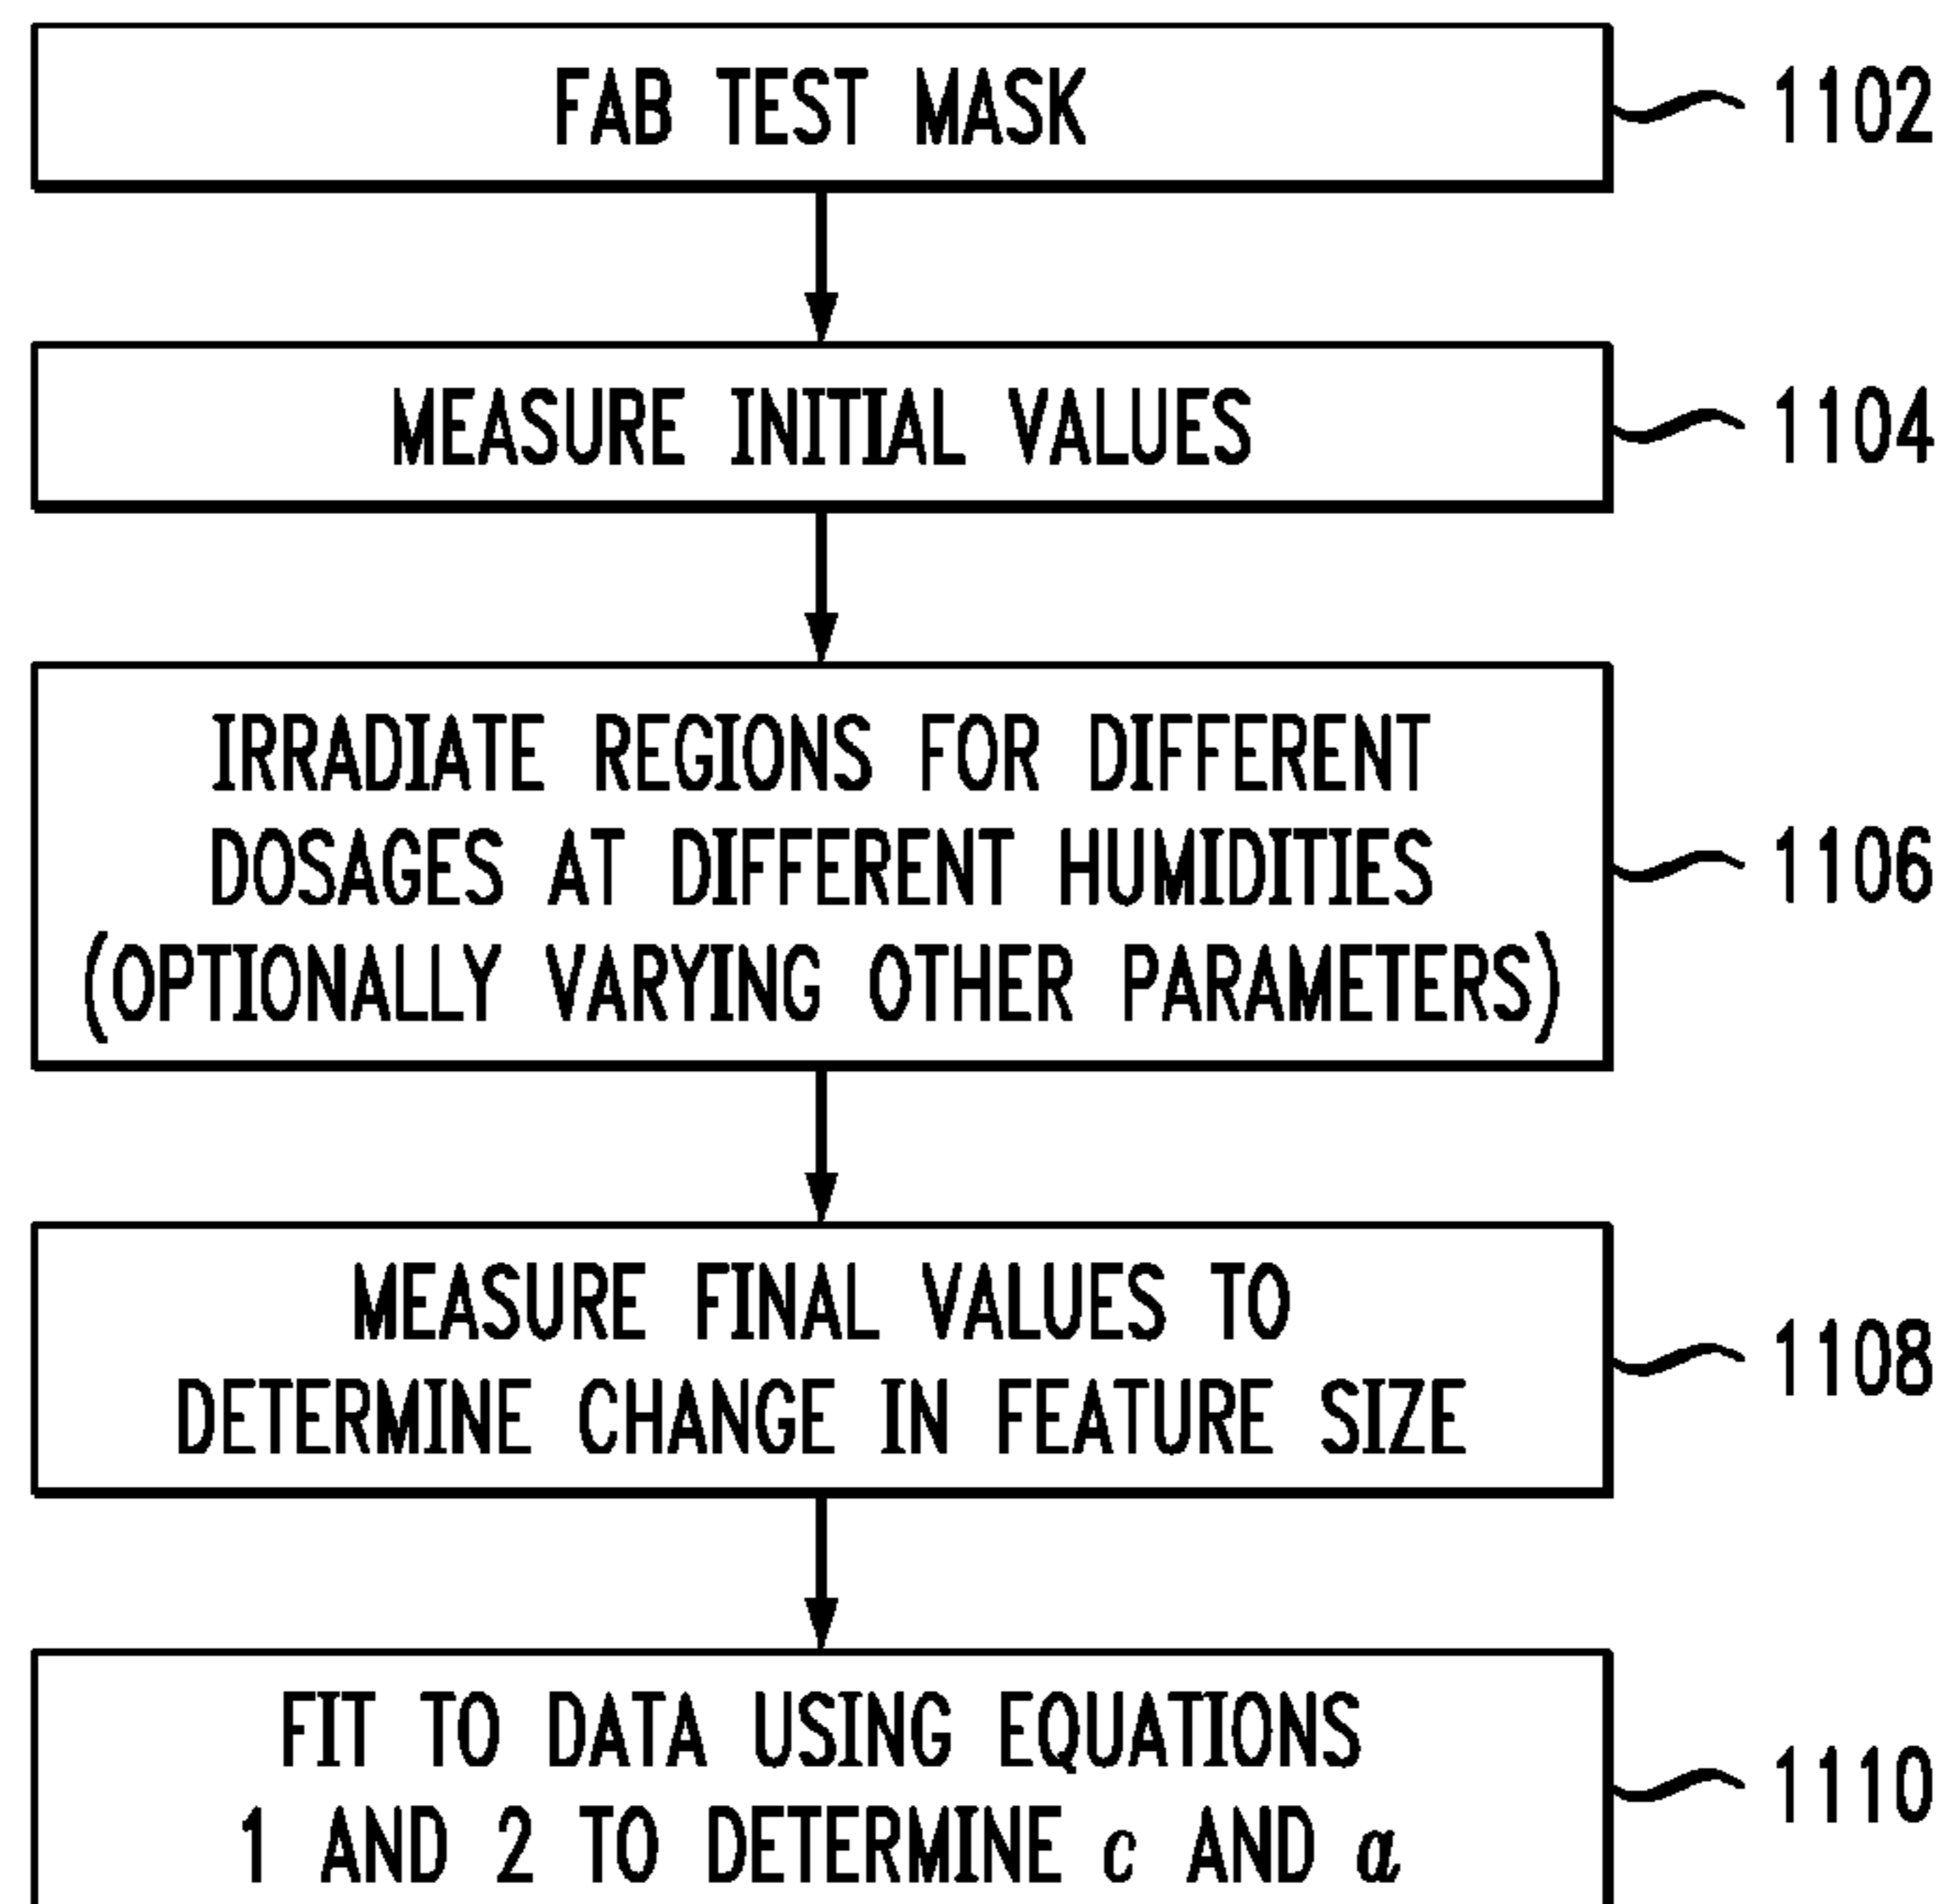 FAB TEST MASK
1102
MEASURE INITIAL VALUES
1104
IRRADIATE REGIONS FOR DIFFERENT
DOSAGES AT DIFFERENT HUMIDITIES
(OPTIONALLY VARYING OTHER PARAMETERS)
1106
MEASURE FINAL VALUES TO
DETERMINE CHANGE IN FEATURE SIZE
1108
FIT TO DATA USING EQUATIONS
1 AND 2 TO DETERMINE c AND a
1110